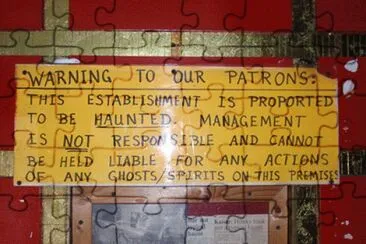 WARNING TO OUR PATRONS:
THIS ESTABLISHMENT IS PROPORTED
TO BE HAUNTED. MANAGEMENT
IS NOT RESPONSIBLE AND CANNOT
BE HELD LIABLE FOR ANY ACTIONS
OF ANY GHOSTS/SPIRITS ON THIS PREMISES